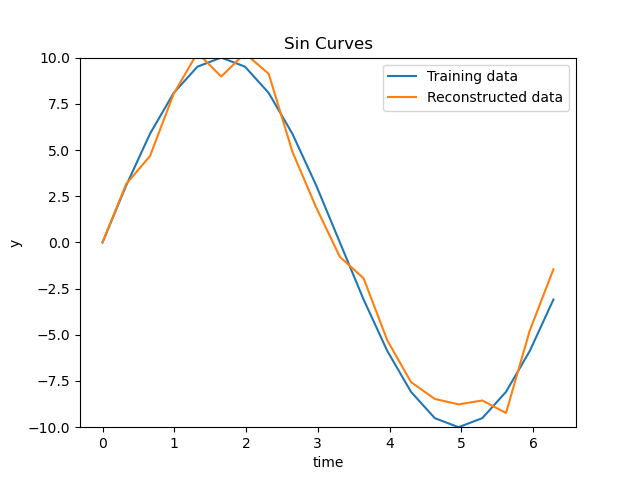 Sin Curves
Training data
Reconstructed data
10.0
7.5
5.0
2.5
0.0
−2.5
−5.0
−7.5
−10.0
y
0 1 2 3 4 5 6
time